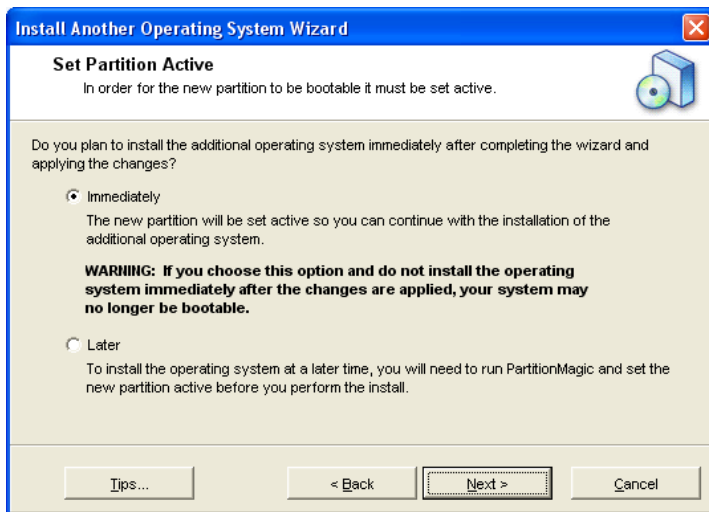 Install Another Operating System Wizard
Set Partition Active
In order for the new partition to be bootable it must be set active.
Do you plan to install the additional operating system immediately after completing the wizard and
applying the changes?
Immediately
The new partition will be set active so you can continue with the installation of the
additional operating system.
WARNING: If you choose this option and do not install the operating
system immediately after the changes are applied, your system may
no longer be bootable.
Later
To install the operating system at a later time, you will need to run PartitionMagic and set the
new partition active before you perform the install.
Tips...
< Back
Next >
Cancel